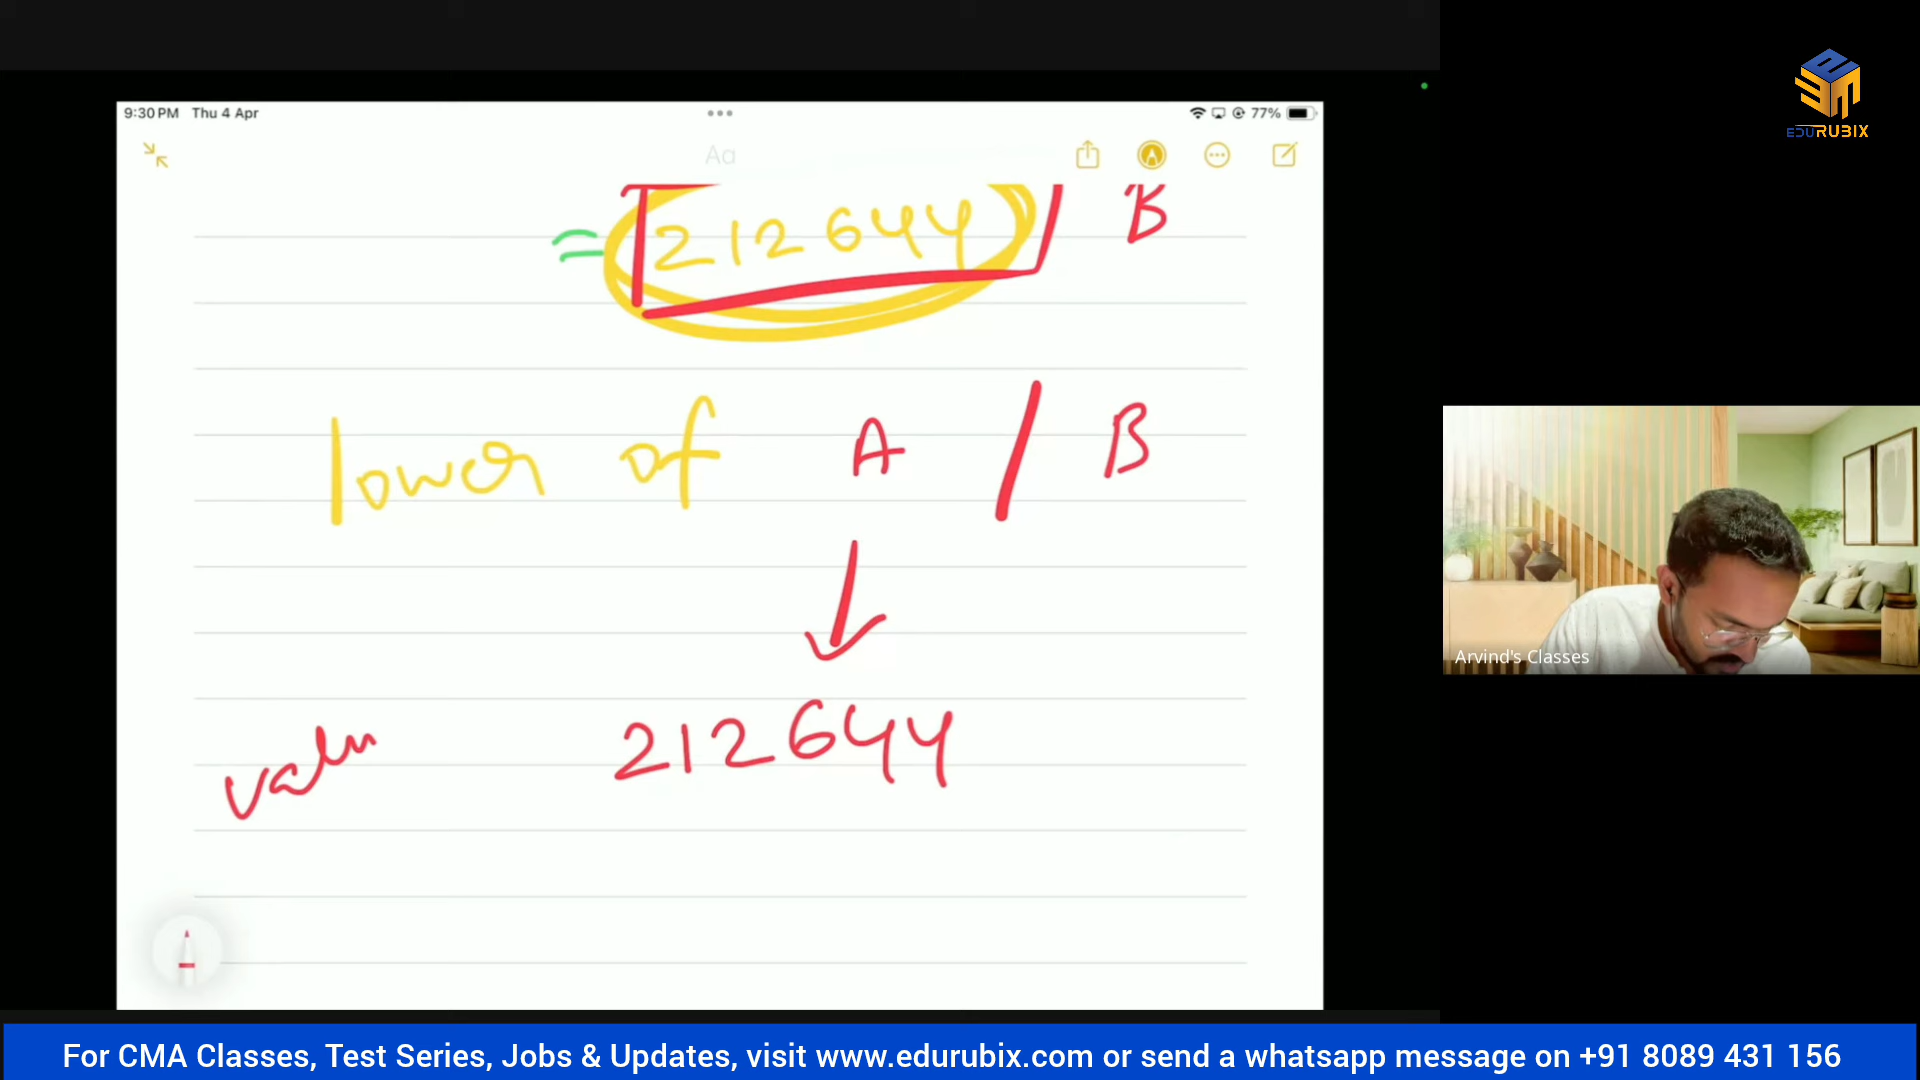 9:30 PM Thu 4 Apr
77%
Aa
= 212644 B
lower of A / B
212644
EDURUBIX
Arvind's Classes
For CMA Classes, Test Series, Jobs & Updates, visit www.edurubix.com or send a whatsapp message on +91 8089 431 156